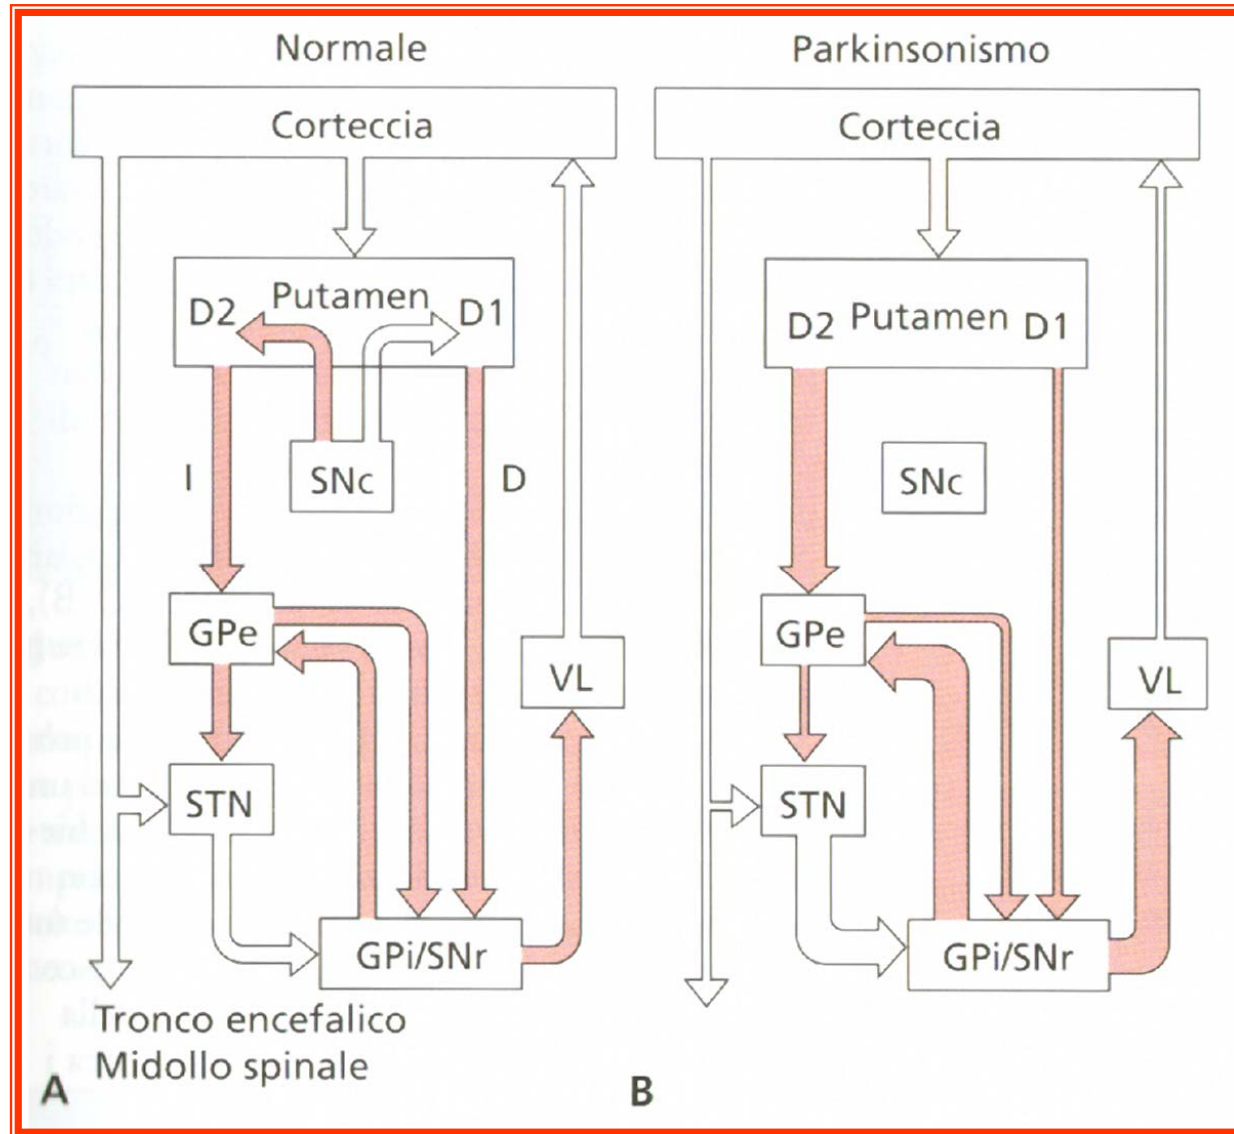 Normale
Corteccia
D2 Putamen D1
I
SNc
D
GPe
VL
STN
GPi/SNr
Tronco encefalico
Midollo spinale
A
Parkinsonismo
Corteccia
D2 Putamen D1
SNc
GPe
VL
STN
GPi/SNr
B